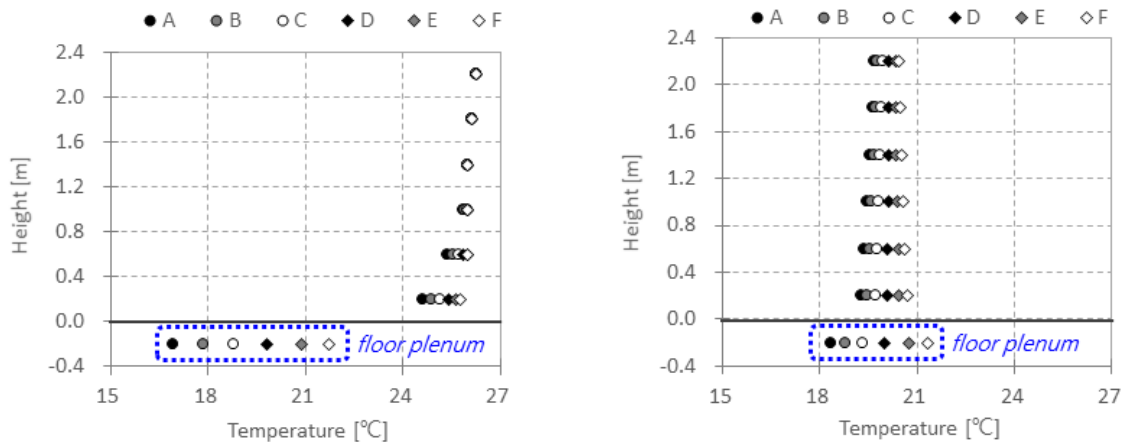 A B C D E F
2.4
2.0
1.6
1.2
0.8
0.4
0.0
-0.4
Height [m]
floor plenum
15 18 21 24 27
Temperature [℃]
A B C D E F
2.4
2.0
1.6
1.2
0.8
0.4
0.0
-0.4
Height [m]
floor plenum
15 18 21 24 27
Temperature [℃]